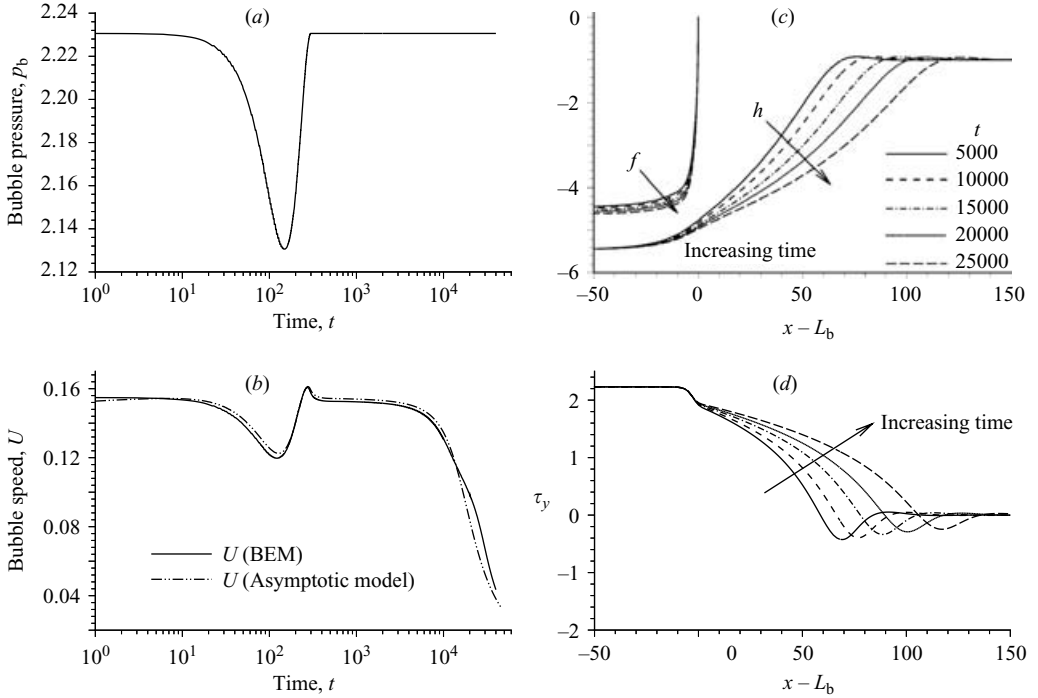 (a)
2.24
2.22
2.20
2.18
2.16
2.14
2.12
Bubble pressure, p_b
10^0
10^1
10^2
10^3
10^4
Time, t
(b)
0.16
0.12
0.08
0.04
Bubble speed, U
U (BEM)
U (Asymptotic model)
10^0
10^1
10^2
10^3
10^4
Time, t
(c)
0
–2
–4
–6
h
f
t
5000
10000
15000
20000
25000
Increasing time
–50
0
50
100
150
x – L_b
(d)
2
1
0
–1
–2
τ_y
Increasing time
–50
0
50
100
150
x – L_b